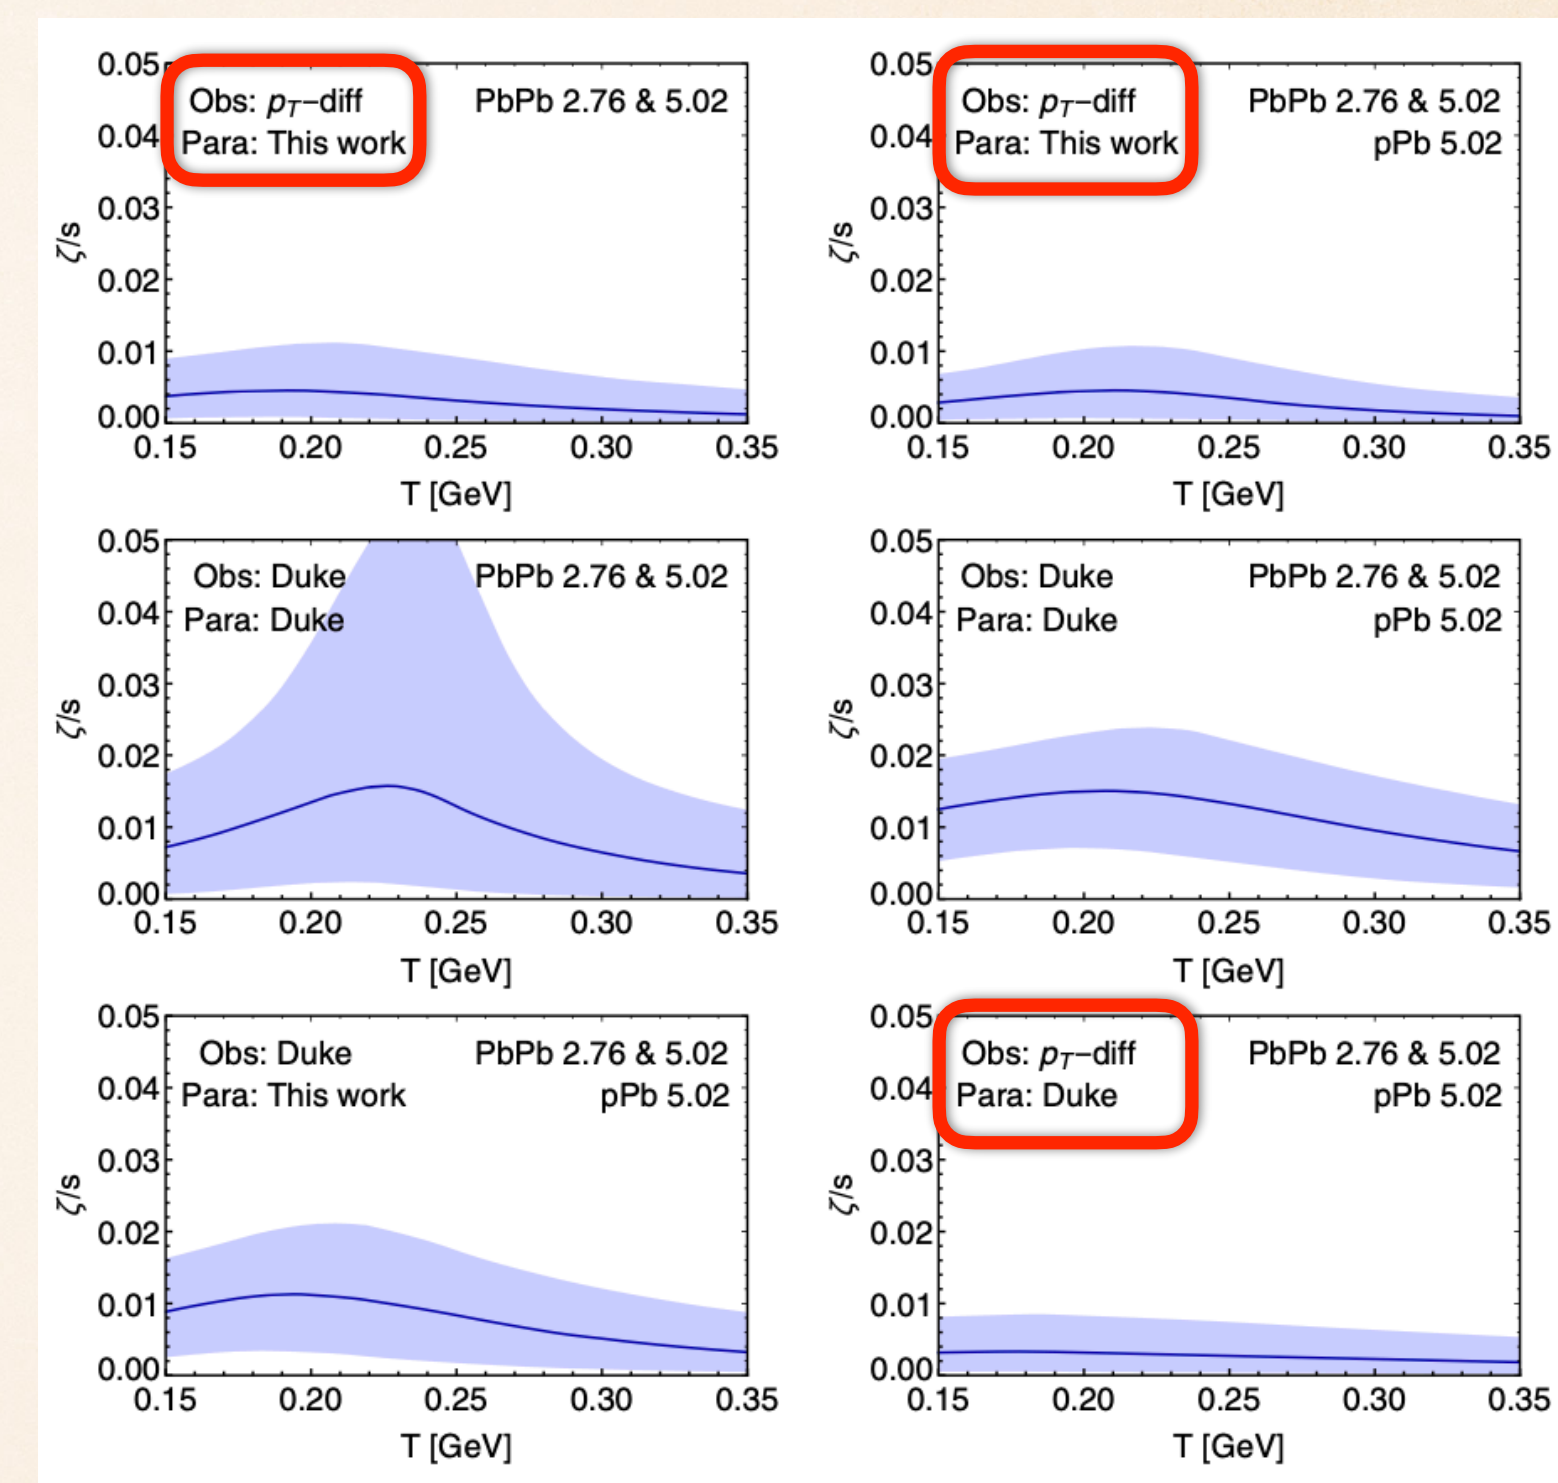 Obs: pT−diff PbPb 2.76 & 5.02
Para: This work
0.05
0.04
0.03
0.02
0.01
0.00
ζ/s
0.15 0.20 0.25 0.30 0.35
T [GeV]
Obs: pT−diff PbPb 2.76 & 5.02
Para: This work pPb 5.02
0.05
0.04
0.03
0.02
0.01
0.00
ζ/s
0.15 0.20 0.25 0.30 0.35
T [GeV]
Obs: Duke PbPb 2.76 & 5.02
Para: Duke
0.05
0.04
0.03
0.02
0.01
0.00
ζ/s
0.15 0.20 0.25 0.30 0.35
T [GeV]
Obs: Duke PbPb 2.76 & 5.02
Para: Duke pPb 5.02
0.05
0.04
0.03
0.02
0.01
0.00
ζ/s
0.15 0.20 0.25 0.30 0.35
T [GeV]
Obs: Duke PbPb 2.76 & 5.02
Para: This work pPb 5.02
0.05
0.04
0.03
0.02
0.01
0.00
ζ/s
0.15 0.20 0.25 0.30 0.35
T [GeV]
Obs: pT−diff PbPb 2.76 & 5.02
Para: Duke pPb 5.02
0.05
0.04
0.03
0.02
0.01
0.00
ζ/s
0.15 0.20 0.25 0.30 0.35
T [GeV]